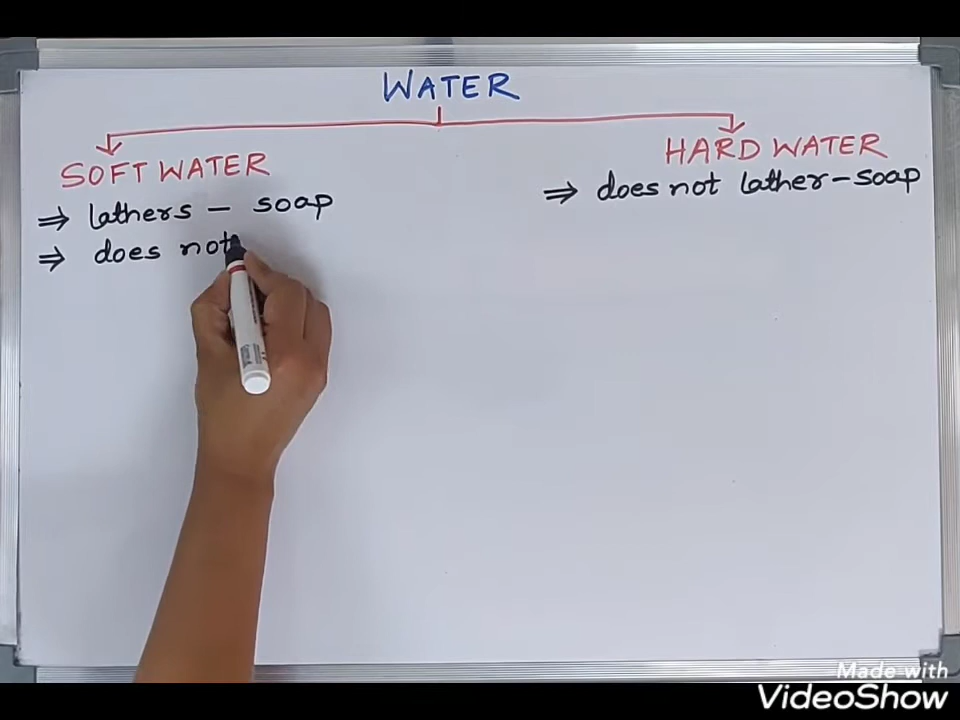 WATER
SOFT WATER
⇒ lathers – soap
⇒ does not
HARD WATER
⇒ does not lather – soap
Made with
VideoShow